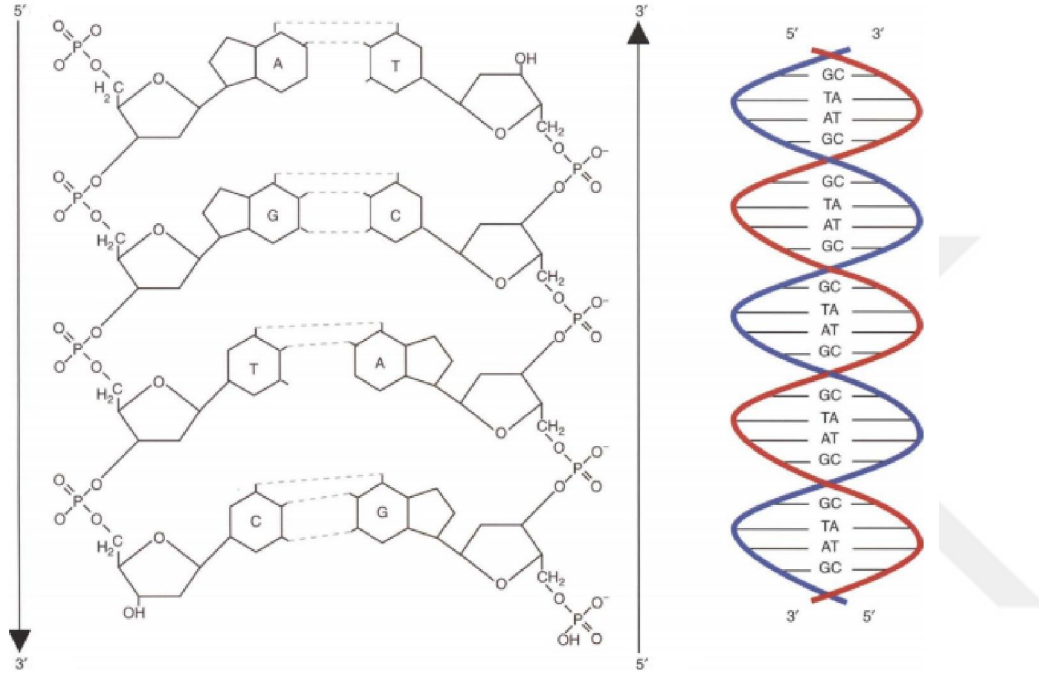 5′
3′
5′ 3′
O
P
O-
O
O
H2C
O
A
T
OH
O
CH2
O
O-
P
O
O
O
P
O-
O
O
H2C
O
G
C
O
CH2
O
O-
P
O
O
O
P
O-
O
O
H2C
O
T
A
O
CH2
O
O-
P
O
O
O
P
O-
O
O
H2C
O
C
G
O
CH2
O
O-
P
O
OH
OH
3′
5′
GC
TA
AT
GC
GC
TA
AT
GC
GC
TA
AT
GC
GC
TA
AT
GC
GC
TA
AT
GC
3′ 5′